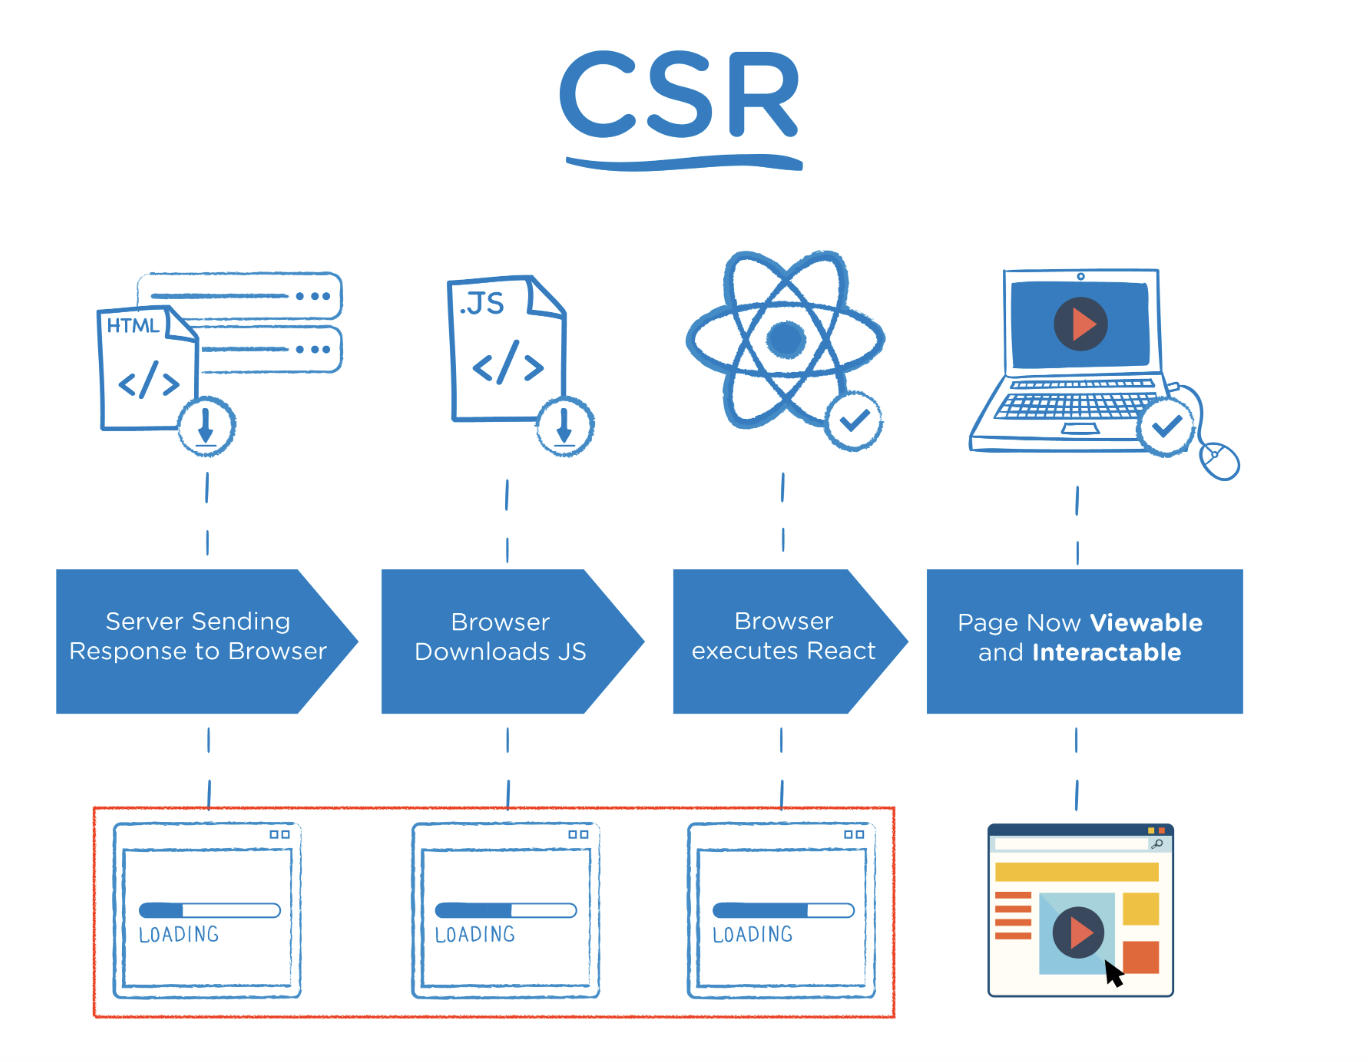 CSR
HTML
</>
.JS
</>
Server Sending
Response to Browser
Browser
Downloads JS
Browser
executes React
Page Now Viewable
and Interactable
LOADING
LOADING
LOADING